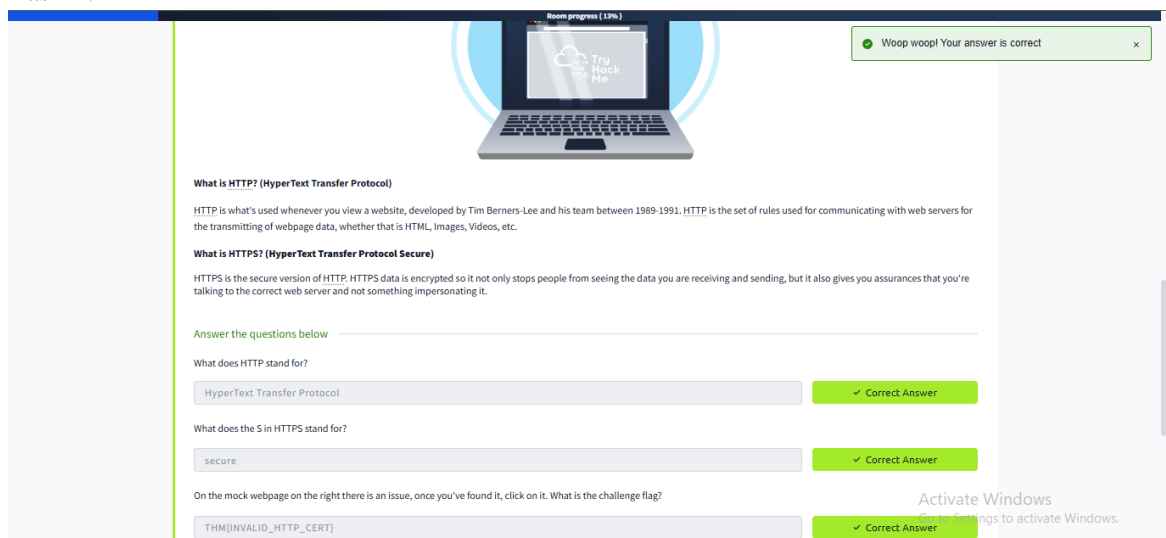 Room progress ( 13% )
Woop woop! Your answer is correct
×
Try
Hack
Me
What is HTTP? (HyperText Transfer Protocol)
HTTP is what's used whenever you view a website, developed by Tim Berners-Lee and his team between 1989-1991. HTTP is the set of rules used for communicating with web servers for
the transmitting of webpage data, whether that is HTML, Images, Videos, etc.
What is HTTPS? (HyperText Transfer Protocol Secure)
HTTPS is the secure version of HTTP. HTTPS data is encrypted so it not only stops people from seeing the data you are receiving and sending, but it also gives you assurances that you're
talking to the correct web server and not something impersonating it.
Answer the questions below
What does HTTP stand for?
HyperText Transfer Protocol
✓ Correct Answer
What does the S in HTTPS stand for?
secure
✓ Correct Answer
On the mock webpage on the right there is an issue, once you've found it, click on it. What is the challenge flag?
THM{INVALID_HTTP_CERT}
✓ Correct Answer
Activate Windows
Go to Settings to activate Windows.